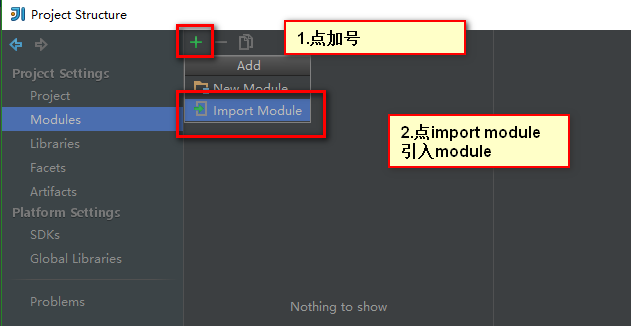 Project Structure
1.点加号
Add
New Module
Import Module
2.点import module
引入module
Project Settings
Project
Modules
Libraries
Facets
Artifacts
Platform Settings
SDKs
Global Libraries
Problems
Nothing to show